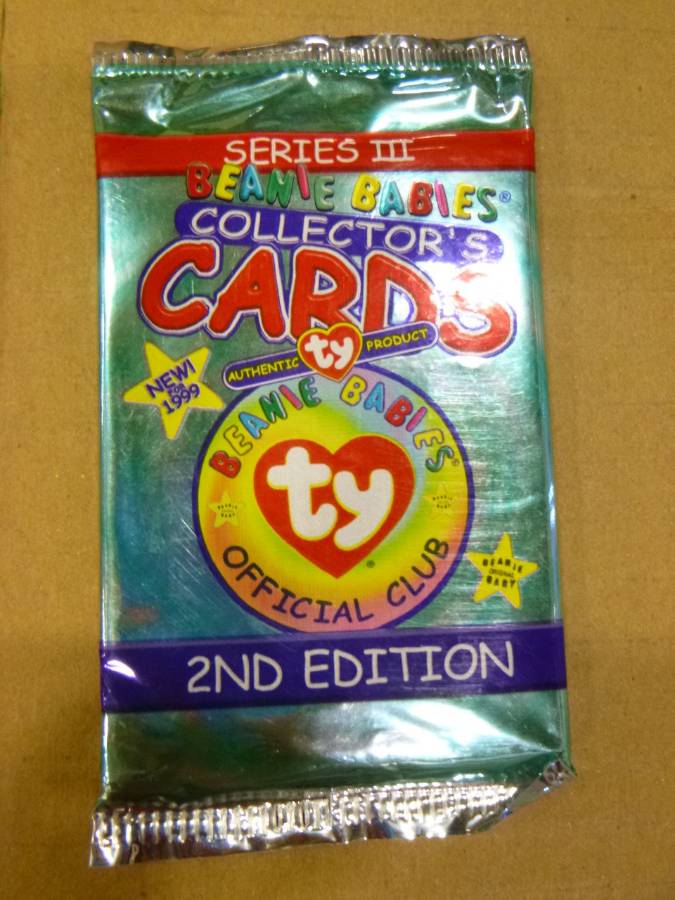 SERIES III
BEANIE BABIES®
COLLECTOR'S
CARDS
AUTHENTIC ty PRODUCT
NEW!
FOR
1999
BEANIE BABIES
ty®
OFFICIAL CLUB
BEANIE
ORIGINAL
BABY
2ND EDITION